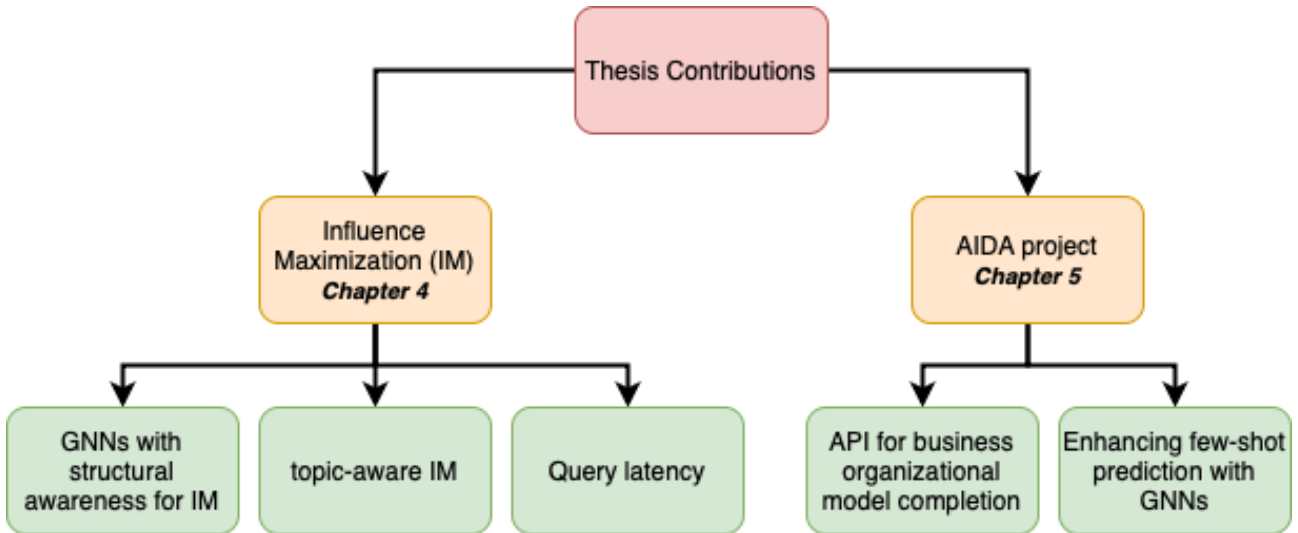 Thesis Contributions
Influence
Maximization (IM)
Chapter 4
AIDA project
Chapter 5
GNNs with
structural
awareness for IM
topic-aware IM
Query latency
API for business
organizational
model completion
Enhancing few-shot
prediction with
GNNs